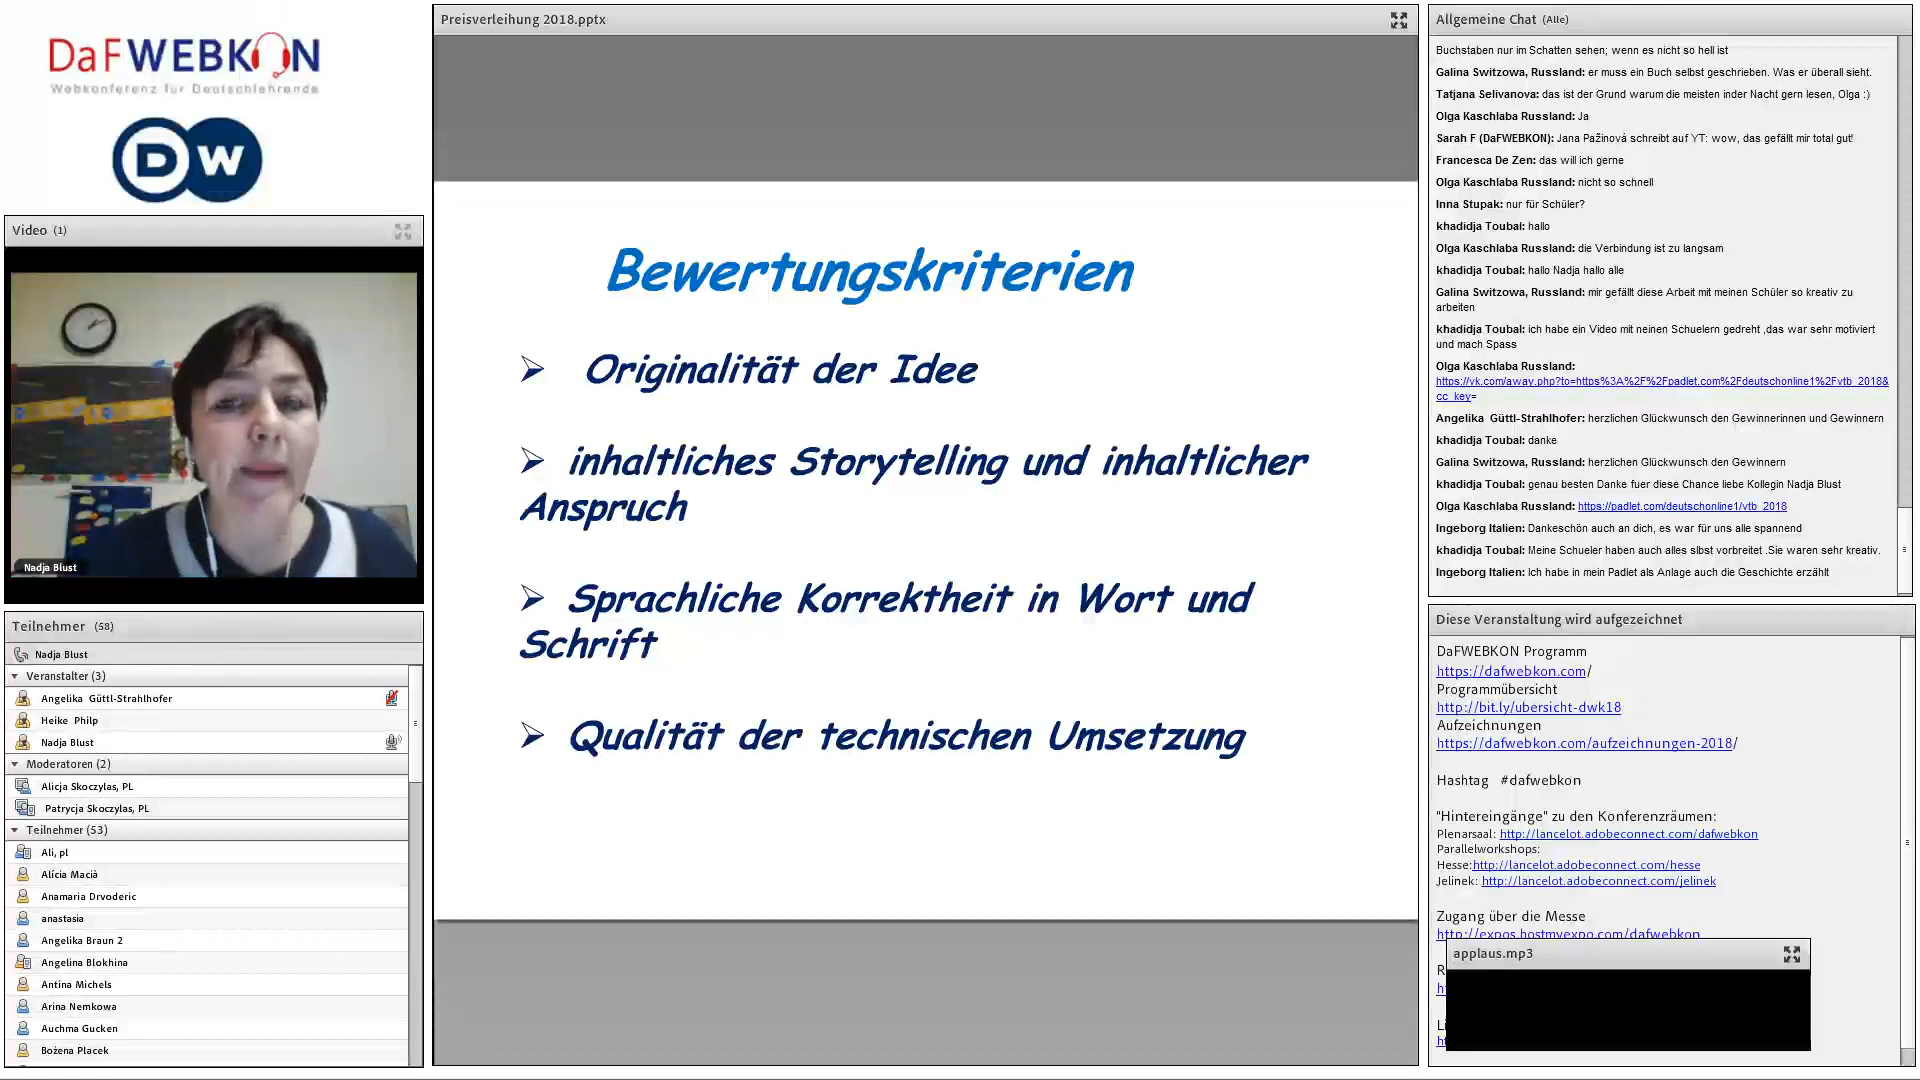 DaFWEBKON
Webkonferenz für Deutschlehrende
DW
Video (1)
Nadja Blust
Teilnehmer (58)
Nadja Blust
Veranstalter (3)
Angelika Güttl-Strahlhofer
Heike Philp
Nadja Blust
Moderatoren (2)
Alicja Skoczylas, PL
Patrycja Skoczylas, PL
Teilnehmer (53)
Ali, pl
Alícia Macià
Anamaria Drvoderic
anastasia
Angelika Braun 2
Angelina Blokhina
Antina Michels
Arina Nemkowa
Auchma Gucken
Bożena Placek
Preisverleihung 2018.pptx
Bewertungskriterien
Originalität der Idee
inhaltliches Storytelling und inhaltlicher
Anspruch
Sprachliche Korrektheit in Wort und
Schrift
Qualität der technischen Umsetzung
Allgemeine Chat (Alle)
Buchstaben nur im Schatten sehen; wenn es nicht so hell ist
Galina Switzowa, Russland: er muss ein Buch selbst geschrieben. Was er überall sieht.
Tatjana Selivanova: das ist der Grund warum die meisten inder Nacht gern lesen, Olga :)
Olga Kaschlaba Russland: Ja
Sarah F (DaFWEBKON): Jana Pažinová schreibt auf YT: wow, das gefällt mir total gut!
Francesca De Zen: das will ich gerne
Olga Kaschlaba Russland: nicht so schnell
Inna Stupak: nur für Schüler?
khadidja Toubal: hallo
Olga Kaschlaba Russland: die Verbindung ist zu langsam
khadidja Toubal: hallo Nadja hallo alle
Galina Switzowa, Russland: mir gefällt diese Arbeit mit meinen Schüler so kreativ zu
arbeiten
khadidja Toubal: ich habe ein Video mit neinen Schuelern gedreht ,das war sehr motiviert
und mach Spass
Olga Kaschlaba Russland:
https://vk.com/away.php?to=https%3A%2F%2Fpadlet.com%2Fdeutschonline1%2Fvtb_2018&
cc_key=
Angelika Güttl-Strahlhofer: herzlichen Glückwunsch den Gewinnerinnen und Gewinnern
khadidja Toubal: danke
Galina Switzowa, Russland: herzlichen Glückwunsch den Gewinnern
khadidja Toubal: genau besten Danke fuer diese Chance liebe Kollegin Nadja Blust
Olga Kaschlaba Russland: https://padlet.com/deutschonline1/vtb_2018
Ingeborg Italien: Dankeschön auch an dich, es war für uns alle spannend
khadidja Toubal: Meine Schueler haben auch alles slbst vorbreitet .Sie waren sehr kreativ.
Ingeborg Italien: Ich habe in mein Padlet als Anlage auch die Geschichte erzählt
Diese Veranstaltung wird aufgezeichnet
DaFWEBKON Programm
https://dafwebkon.com/
Programmübersicht
http://bit.ly/ubersicht-dwk18
Aufzeichnungen
https://dafwebkon.com/aufzeichnungen-2018/
Hashtag #dafwebkon
"Hintereingänge" zu den Konferenzräumen:
Plenarsaal: http://lancelot.adobeconnect.com/dafwebkon
Parallelworkshops:
Hesse:http://lancelot.adobeconnect.com/hesse
Jelinek: http://lancelot.adobeconnect.com/jelinek
Zugang über die Messe
http://expos.hostmyexpo.com/dafwebkon
applaus.mp3